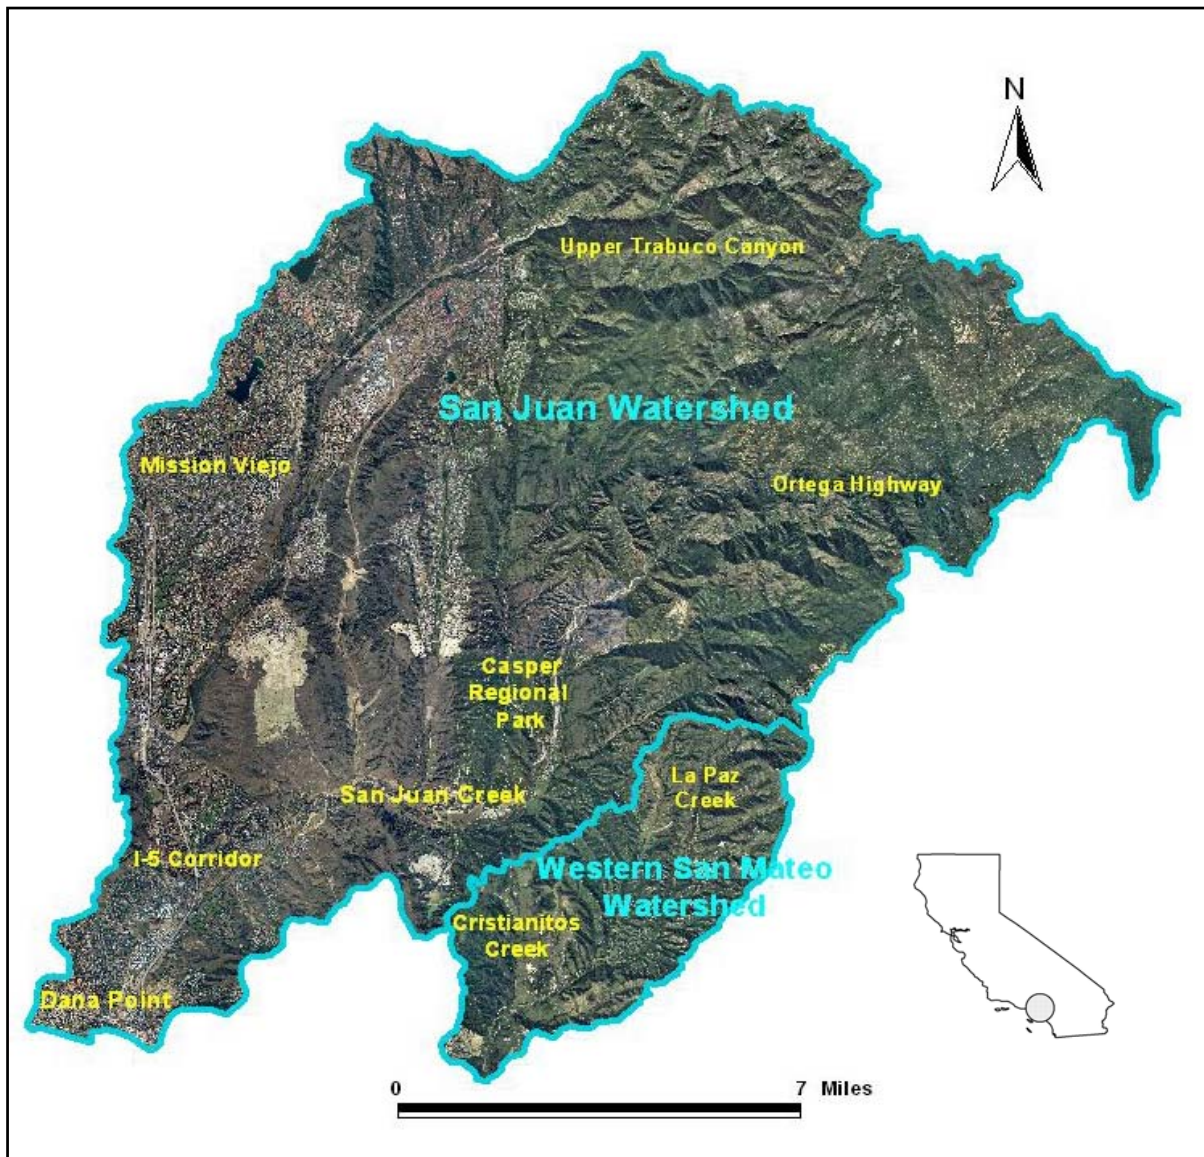 N
Upper Trabuco Canyon
San Juan Watershed
Mission Viejo
Ortega Highway
Casper
Regional
Park
La Paz
Creek
San Juan Creek
I-5 Corridor
Western San Mateo
Watershed
Cristianitos
Creek
Dana Point
0 7 Miles